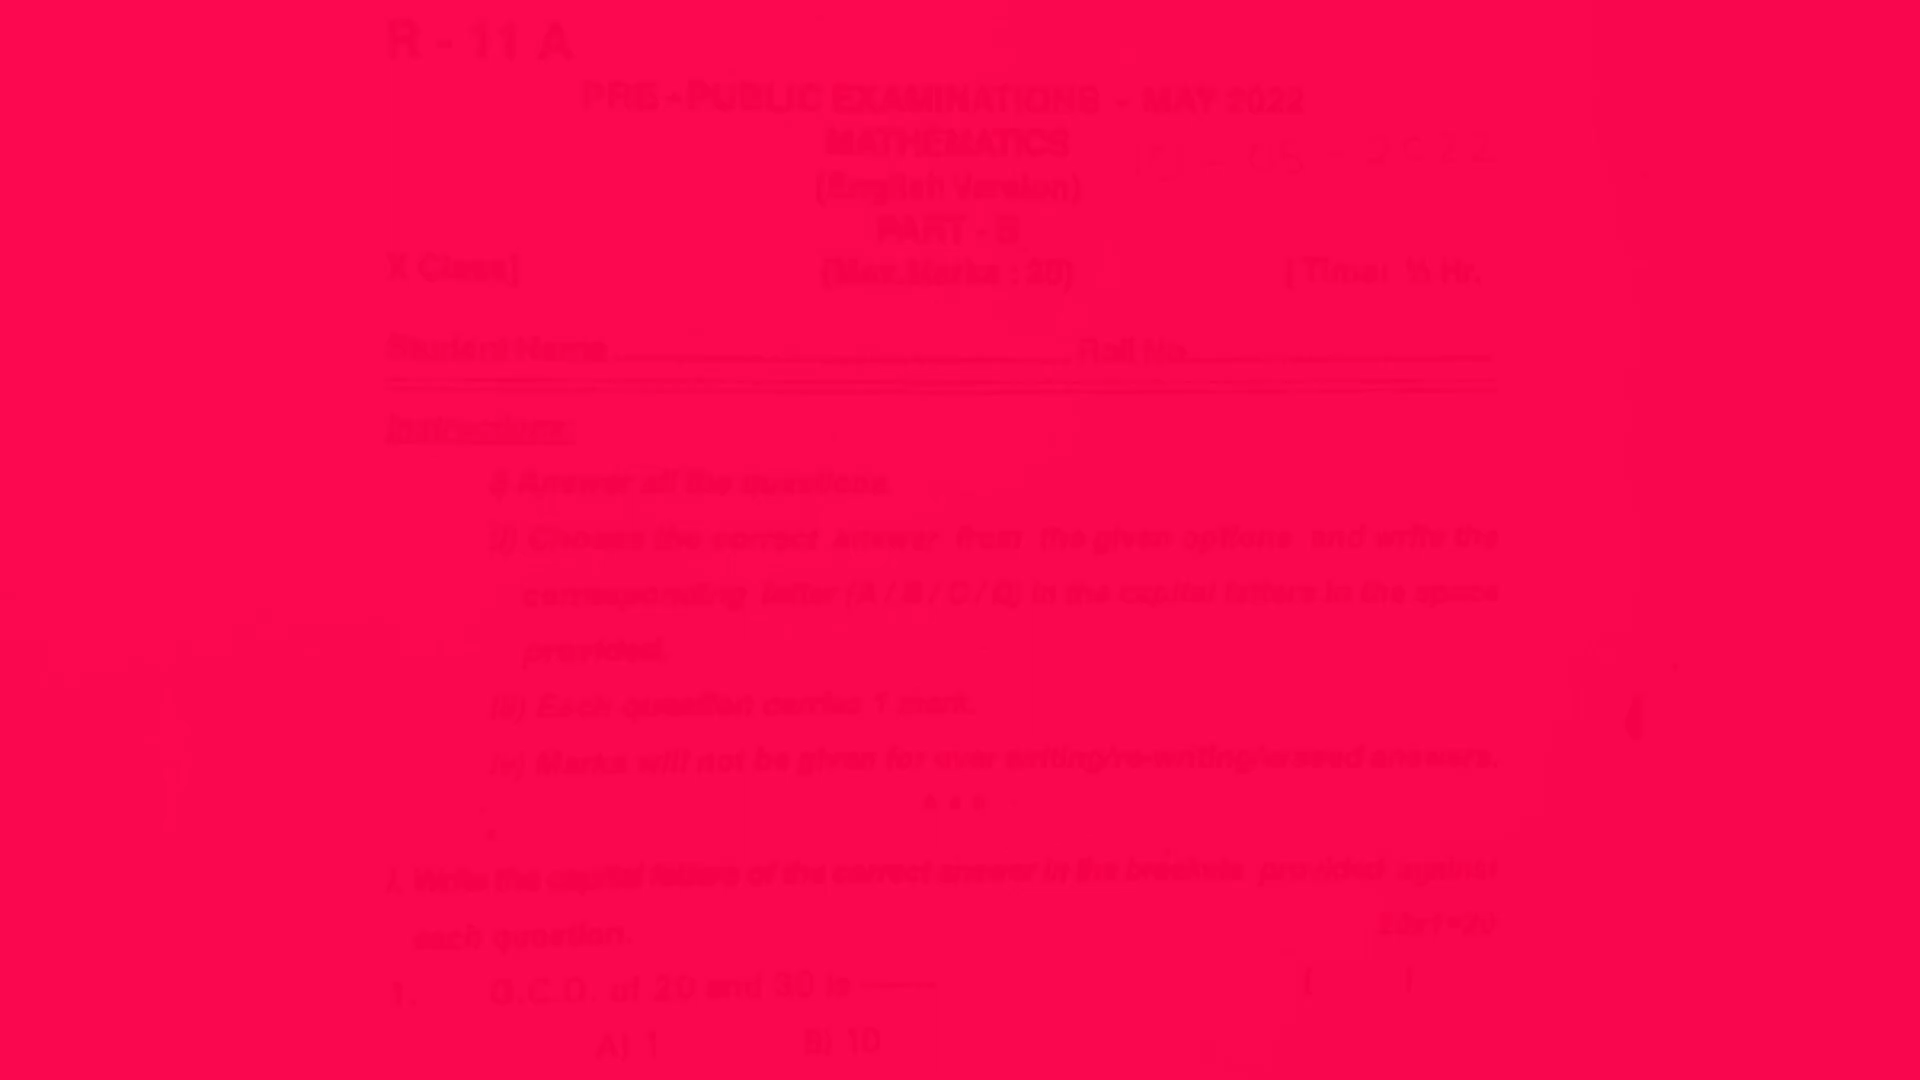 R - 11 A
PRE - PUBLIC EXAMINATIONS - MAY 2022
MATHEMATICS
10 - 05 - 2022
(English Version)
PART - B
X Class]
(Max.Marks : 20)
[ Time: ½ Hr.
Student Name
Roll No
Instructions:
i) Answer all the questions.
ii) Choose the correct answer from the given options and write the
corresponding letter (A / B / C / D) in the capital letters in the space
provided.
iii) Each question carries 1 mark.
iv) Marks will not be given for over writing/re-writing/erased answers.
* * *
I. Write the capital letters of the correct answer in the brackets provided against
each question.
20x1=20
1. G.C.D. of 20 and 30 is ——— [ ]
A) 1 B) 10